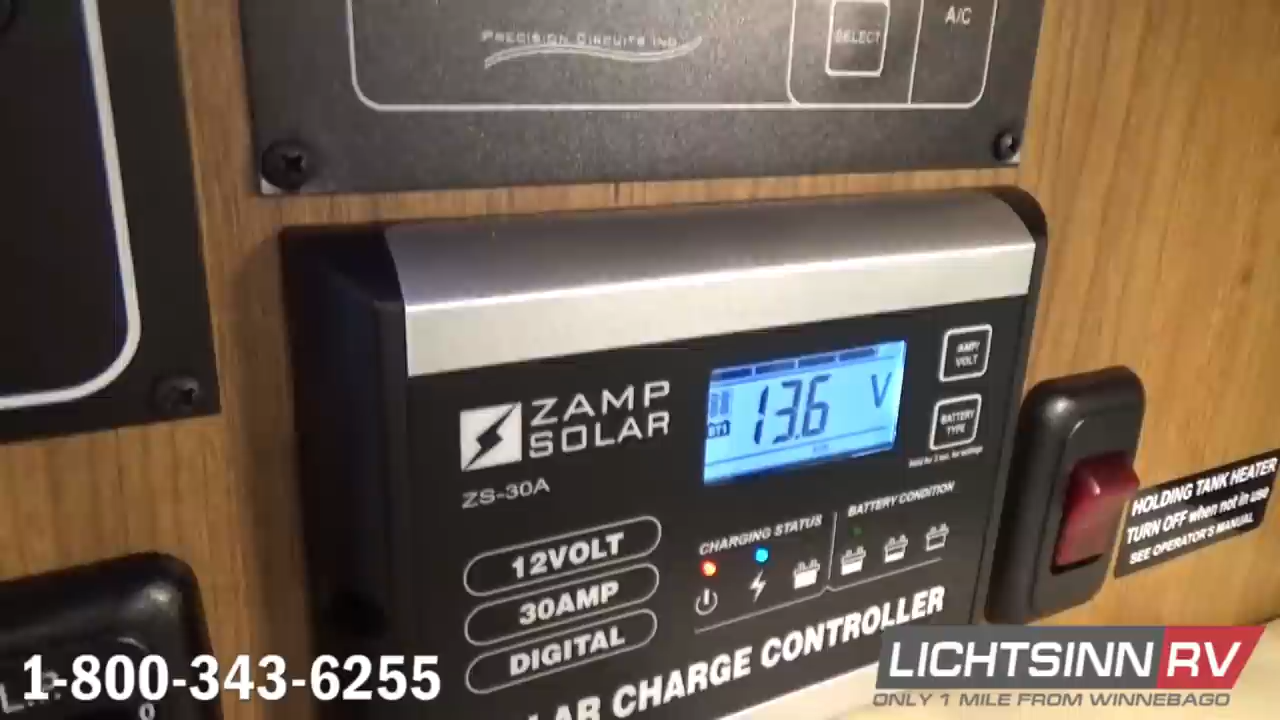 PRECISION CIRCUITS INC.
SELECT
A/C
ZAMP
SOLAR
ZS-30A
13.6 V
AMP/
VOLT
BATTERY
TYPE
12VOLT
30AMP
DIGITAL
CHARGING STATUS
BATTERY CONDITION
LAR CHARGE CONTROLLER
HOLDING TANK HEATER
TURN OFF when not in use
SEE OPERATOR'S MANUAL
1-800-343-6255
LICHTSINN RV
ONLY 1 MILE FROM WINNEBAGO